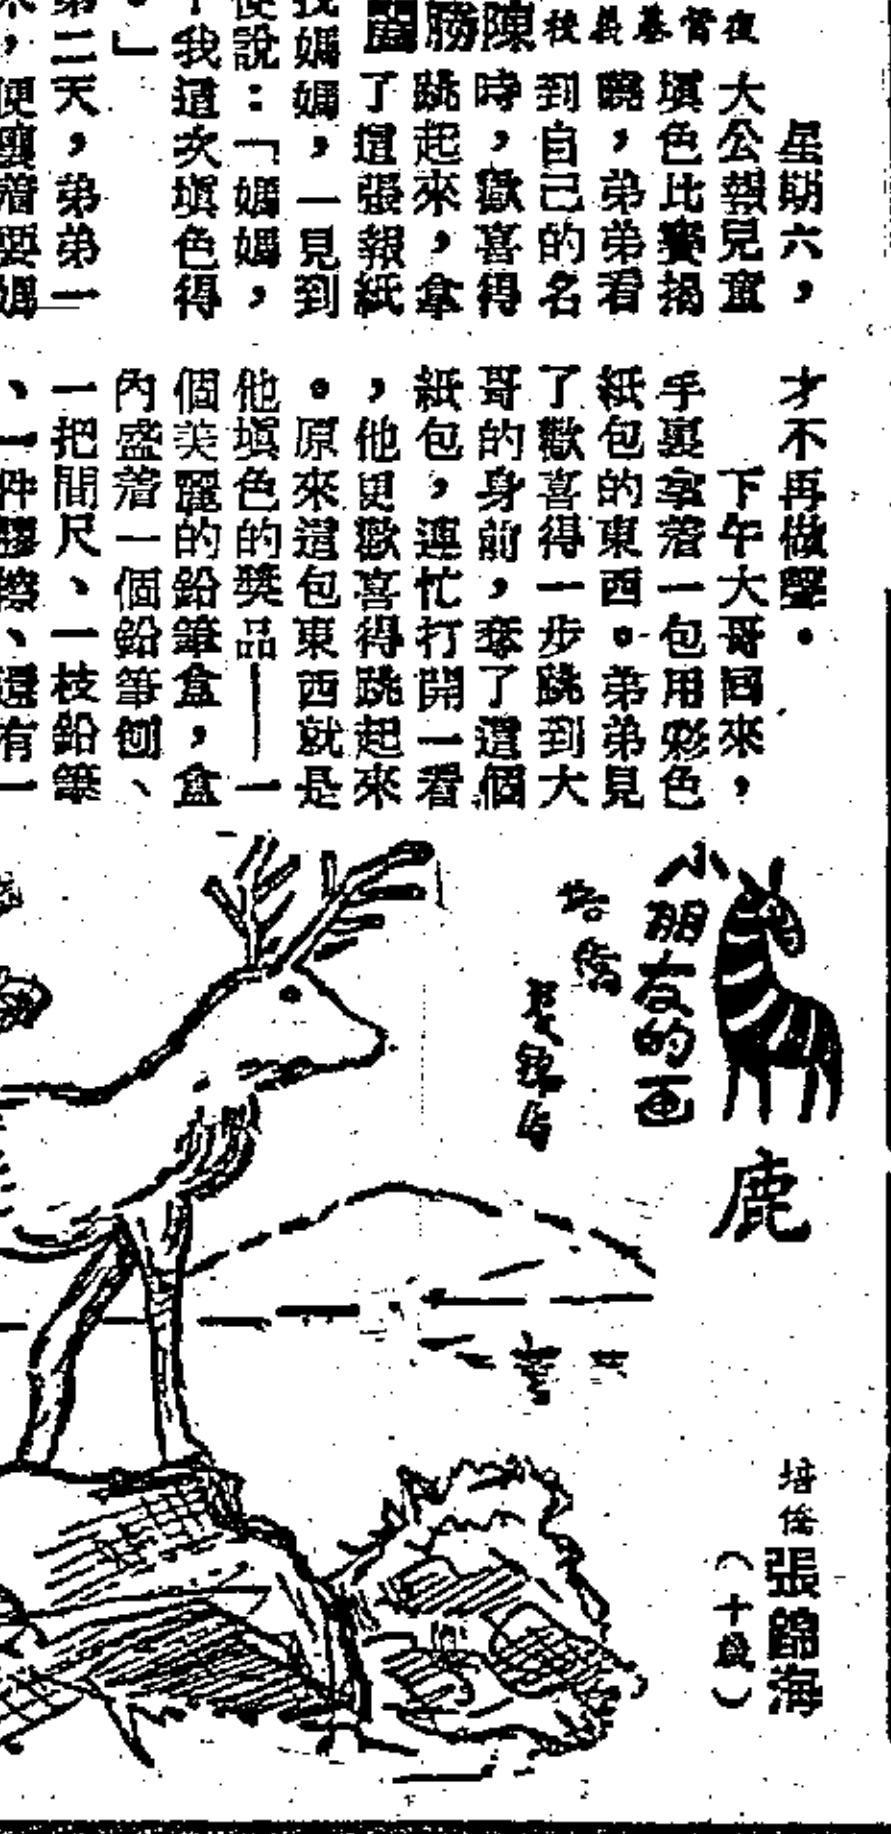 陳勝
星期六，
大公報兒童
填色比賽揭
曉，弟弟看
到自己的名
時，歡喜得
跳起來，拿
了這張報紙
找媽媽，一見到
便說：「媽媽，
我這次填色得
。」
第二天，弟弟一
來，便嚷着要媽
才不再做聲。
下午大哥回來，
手裏拿着一包用彩色
紙包的東西。弟弟見
了歡喜得一步跳到大
哥的身前，奪了這個
紙包，連忙打開一看
，他更歡喜得跳起來
。原來這包東西就是
他填色的獎品——一
個美麗的鉛筆盒，盒
內盛着一個鉛筆刨、
一把間尺、一枝鉛筆
、一件膠擦、還有一
小朋友的画
培僑
鹿
培僑 張錦海
（十歲）